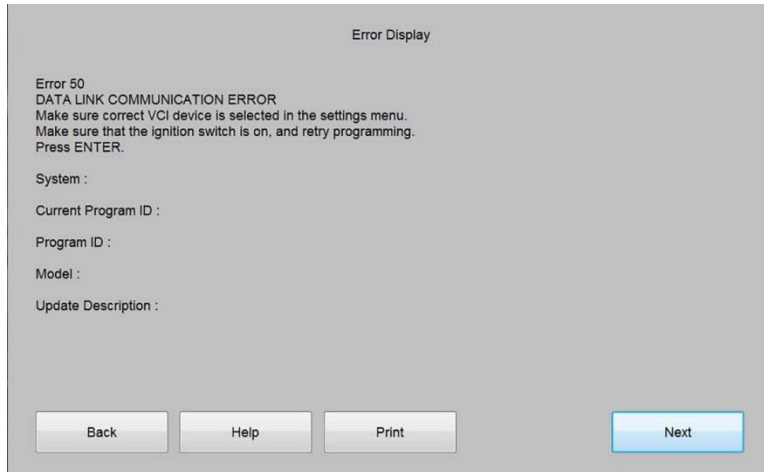 Error Display
Error 50
DATA LINK COMMUNICATION ERROR
Make sure correct VCI device is selected in the settings menu.
Make sure that the ignition switch is on, and retry programming.
Press ENTER.
System :
Current Program ID :
Program ID :
Model :
Update Description :
Back
Help
Print
Next